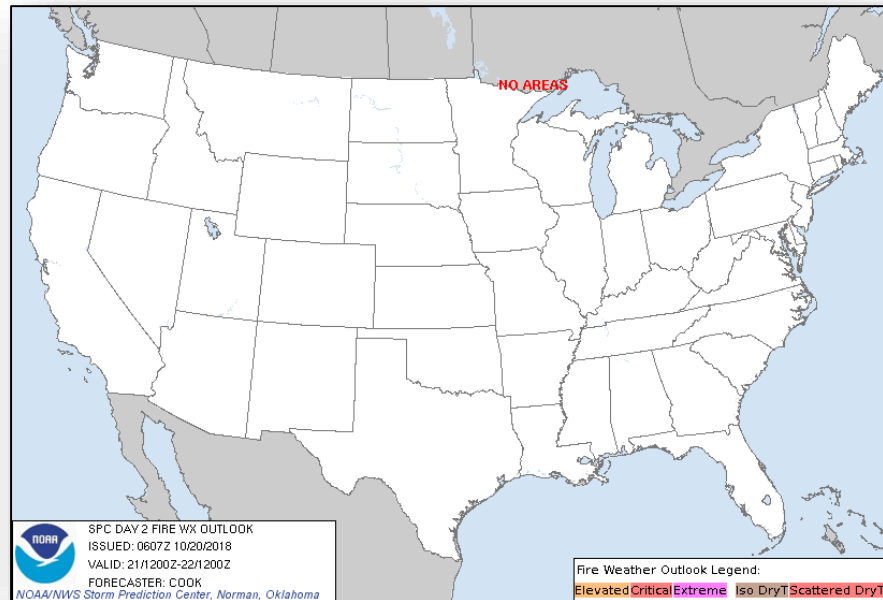 NO AREAS
NOAA
SPC DAY 2 FIRE WX OUTLOOK
ISSUED: 0607Z 10/20/2018
VALID: 21/1200Z-22/1200Z
FORECASTER: COOK
NOAA/NWS Storm Prediction Center, Norman, Oklahoma
Fire Weather Outlook Legend:
Elevated Critical Extreme Iso DryT Scattered DryT